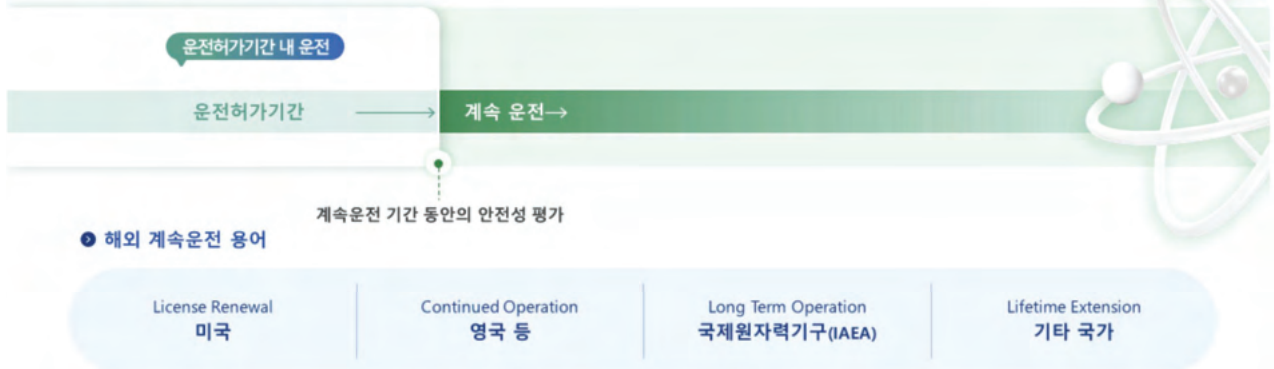 운전허가기간 내 운전
운전허가기간 → 계속 운전→
계속운전 기간 동안의 안전성 평가
해외 계속운전 용어
License Renewal
미국
Continued Operation
영국 등
Long Term Operation
국제원자력기구(IAEA)
Lifetime Extension
기타 국가